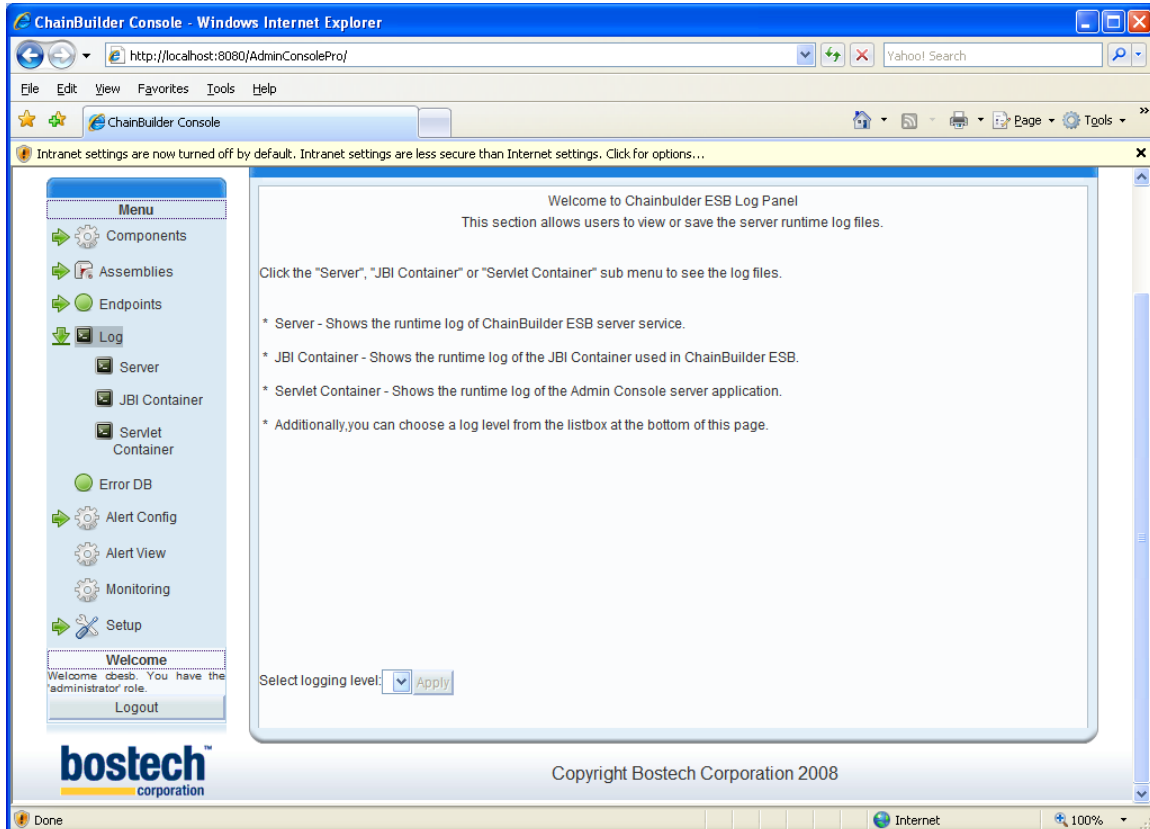 ChainBuilder Console - Windows Internet Explorer
http://localhost:8080/AdminConsolePro/
Yahoo! Search
File Edit View Favorites Tools Help
ChainBuilder Console
Page Tools
Intranet settings are now turned off by default. Intranet settings are less secure than Internet settings. Click for options...
Menu
Components
Assemblies
Endpoints
Log
Server
JBI Container
Servlet
Container
Error DB
Alert Config
Alert View
Monitoring
Setup
Welcome
Welcome cbesb. You have the
'administrator' role.
Logout
Welcome to Chainbulder ESB Log Panel
This section allows users to view or save the server runtime log files.
Click the "Server", "JBI Container" or "Servlet Container" sub menu to see the log files.
* Server - Shows the runtime log of ChainBuilder ESB server service.
* JBI Container - Shows the runtime log of the JBI Container used in ChainBuilder ESB.
* Servlet Container - Shows the runtime log of the Admin Console server application.
* Additionally,you can choose a log level from the listbox at the bottom of this page.
Select logging level: Apply
bostech™
corporation
Copyright Bostech Corporation 2008
Done
Internet
100%